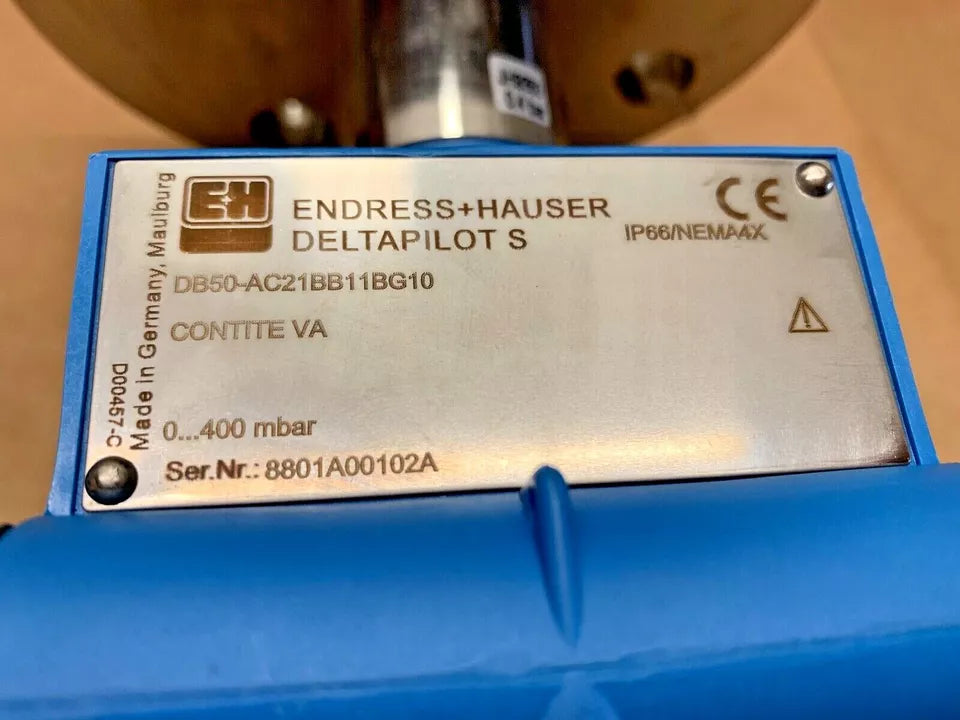 E+H
ENDRESS+HAUSER
DELTAPILOT S
CE
IP66/NEMA4X
DB50-AC21BB11BG10
CONTITE VA
0...400 mbar
Ser.Nr.: 8801A00102A
Made in Germany, Maulburg
D00457-C